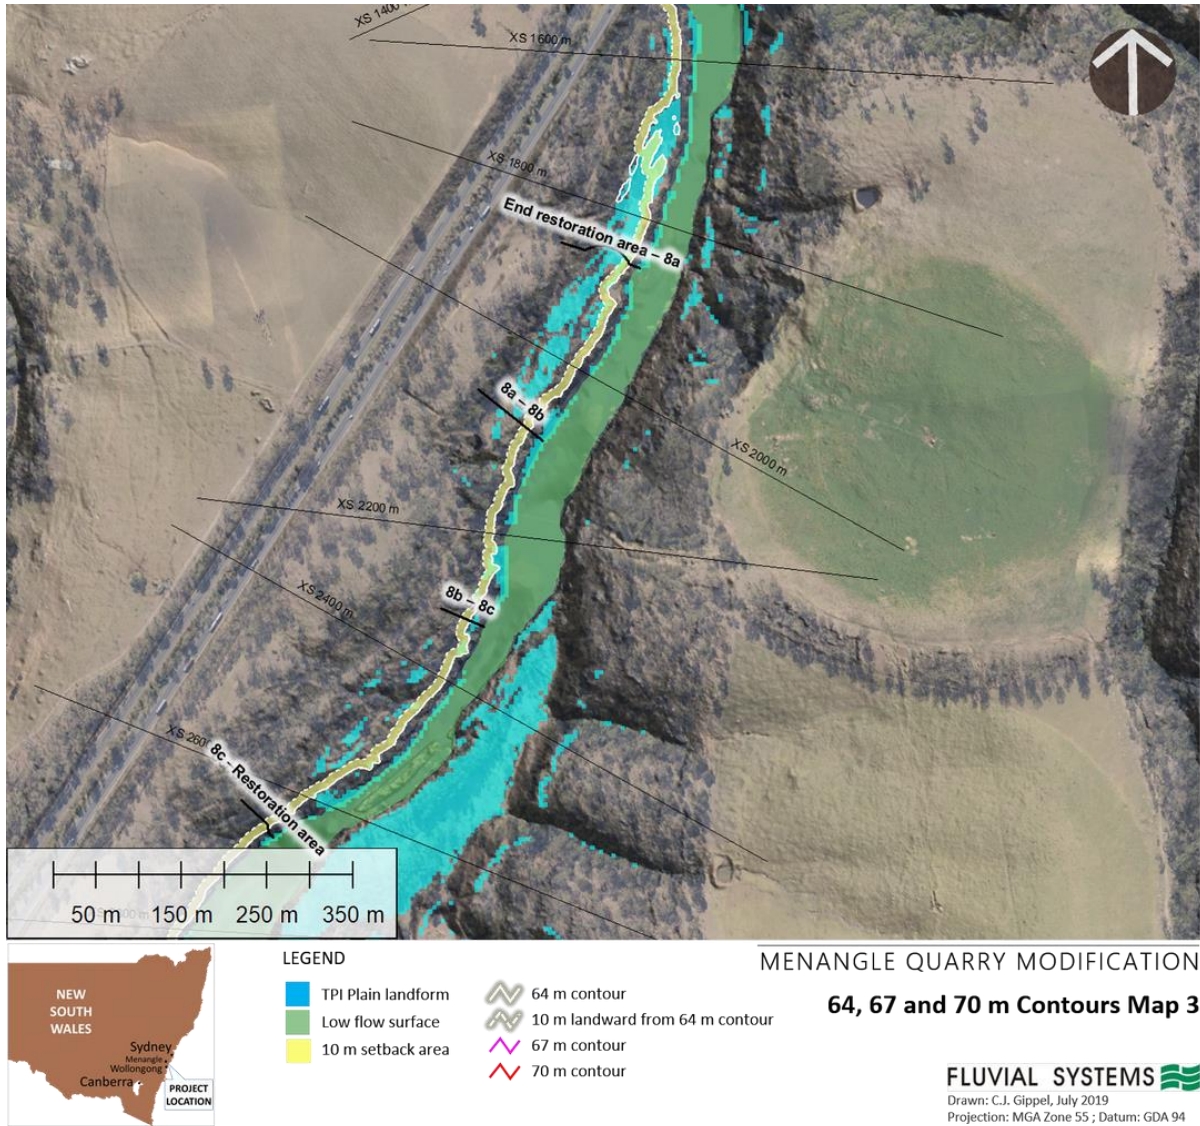 XS 1400
XS 1600 m
XS 1800 m
End restoration area – 8a
8a – 8b
XS 2000 m
XS 2200 m
XS 2400 m
8b – 8c
XS 260
8c - Restoration area
50 m 150 m 250 m 350 m
NEW
SOUTH
WALES
Sydney
Menangle
Wollongong
Canberra
PROJECT
LOCATION
LEGEND
TPI Plain landform
Low flow surface
10 m setback area
64 m contour
10 m landward from 64 m contour
67 m contour
70 m contour
MENANGLE QUARRY MODIFICATION
64, 67 and 70 m Contours Map 3
FLUVIAL SYSTEMS
Drawn: C.J. Gippel, July 2019
Projection: MGA Zone 55 ; Datum: GDA 94